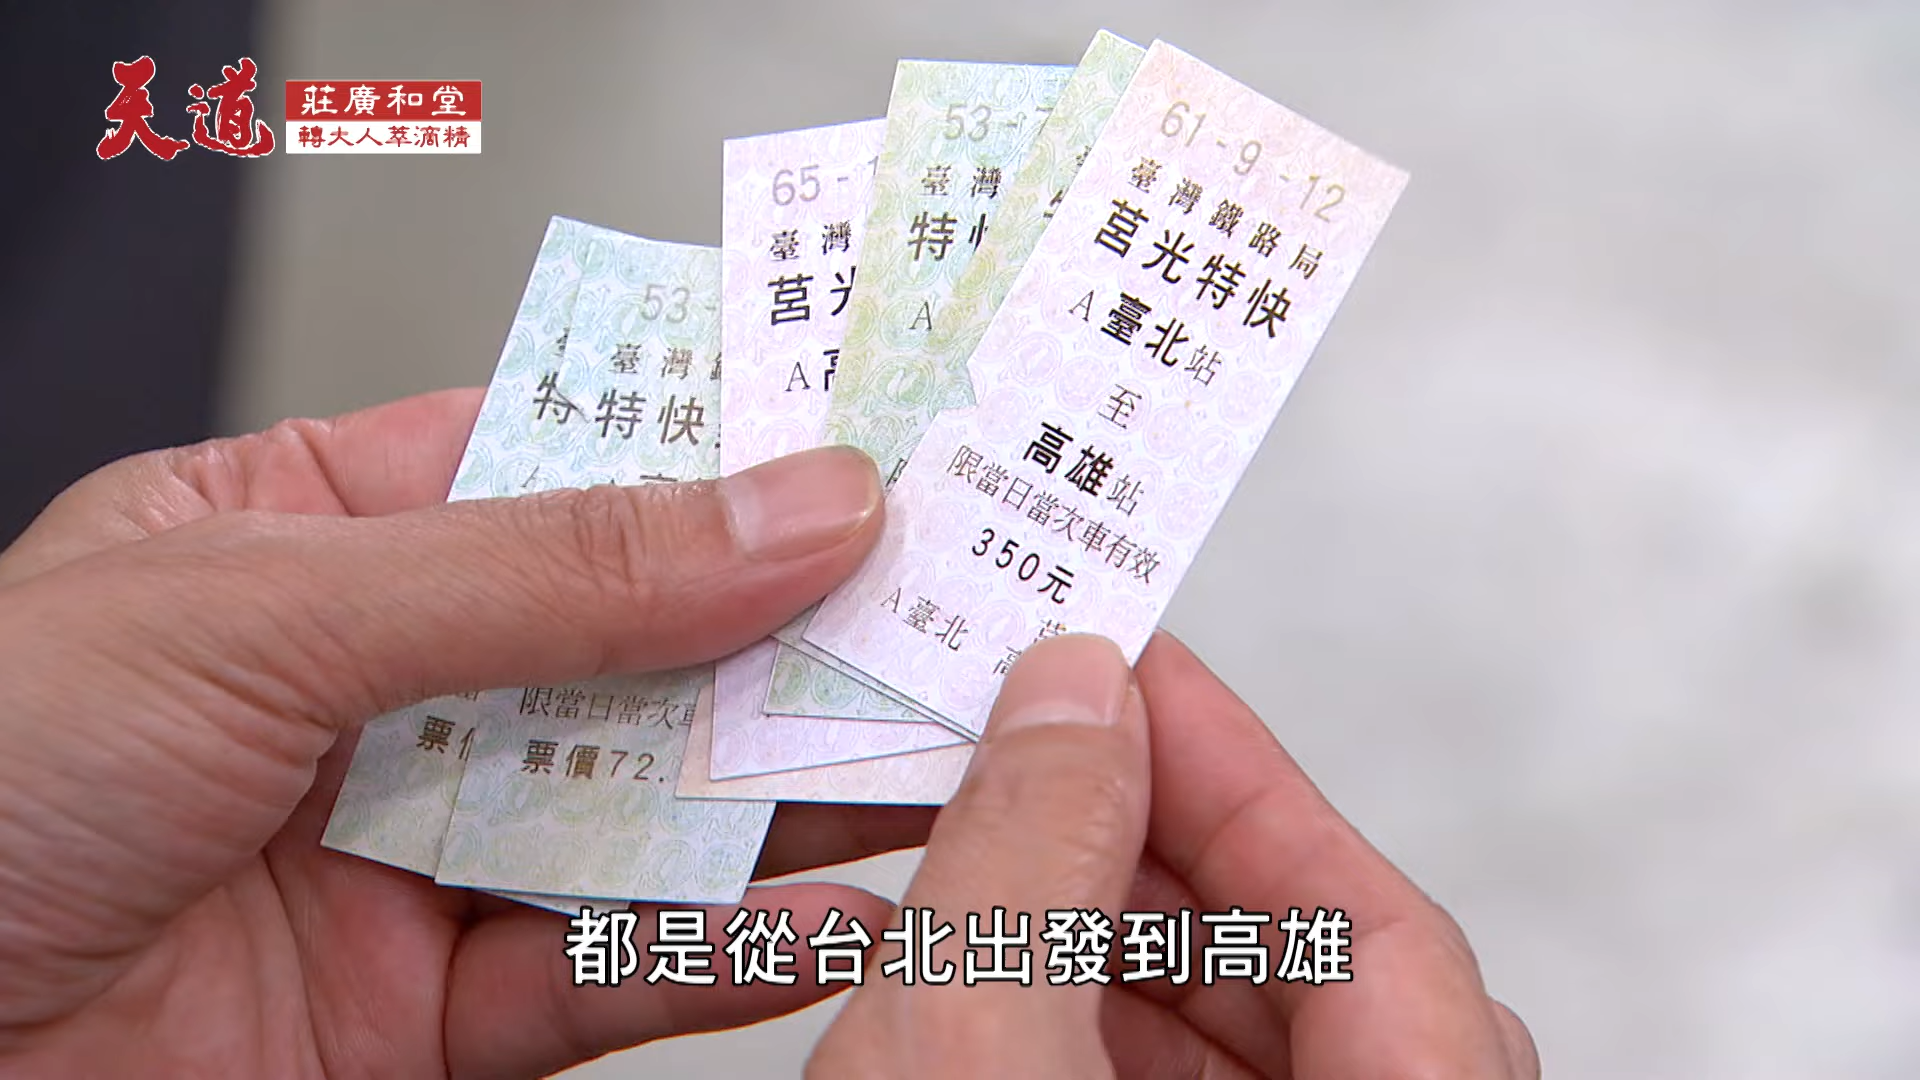 天道
莊廣和堂
轉大人萃滴精
61-9-12
臺灣鐵路局
莒光特快
A臺北站
至
高雄站
限當日當次車有效
350元
A臺北
53-
臺灣
特
A
65-
臺灣
莒光
A高
53-
臺灣鐵
特快
特
限當日當次車
票價72.
票價
都是從台北出發到高雄